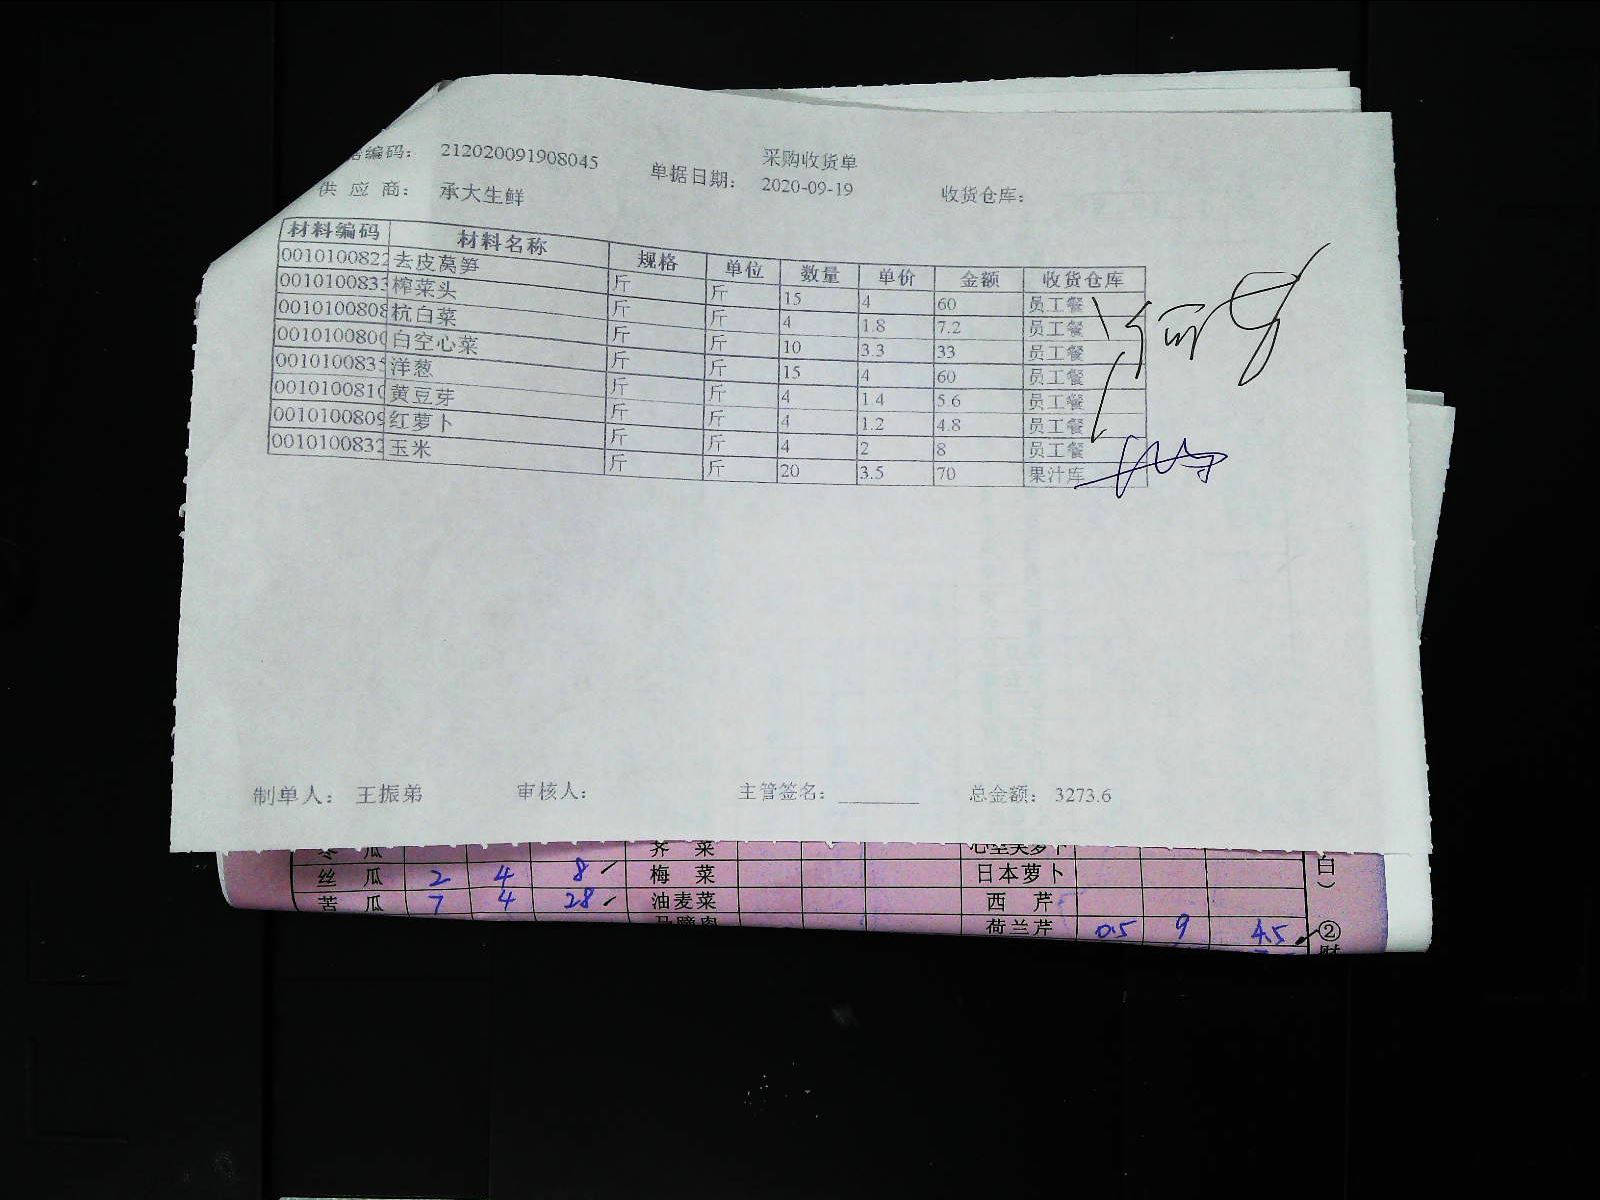 采购收货单
编码： 212020091908045 单据日期： 2020-09-19 收货仓库：
供应商： 承大生鲜
材料编码 材料名称 规格 单位 数量 单价 金额 收货仓库
0010100822 去皮莴笋 斤 斤 15 4 60 员工餐
0010100833 榨菜头 斤 斤 4 1.8 7.2 员工餐
0010100808 杭白菜 斤 斤 10 3.3 33 员工餐
001010080 白空心菜 斤 斤 15 4 60 员工餐
001010083 洋葱 斤 斤 4 1.4 5.6 员工餐
001010081 黄豆芽 斤 斤 4 1.2 4.8 员工餐
0010100809 红萝卜 斤 斤 4 2 8 员工餐
0010100832 玉米 斤 斤 20 3.5 70 果汁库
制单人： 王振弟 审核人： 主管签名： 总金额： 3273.6
荠菜
丝瓜 2 4 8 梅菜 日本萝卜
苦瓜 7 4 28 油麦菜 西芹
荷兰芹 0.5 9 4.5
白）
②